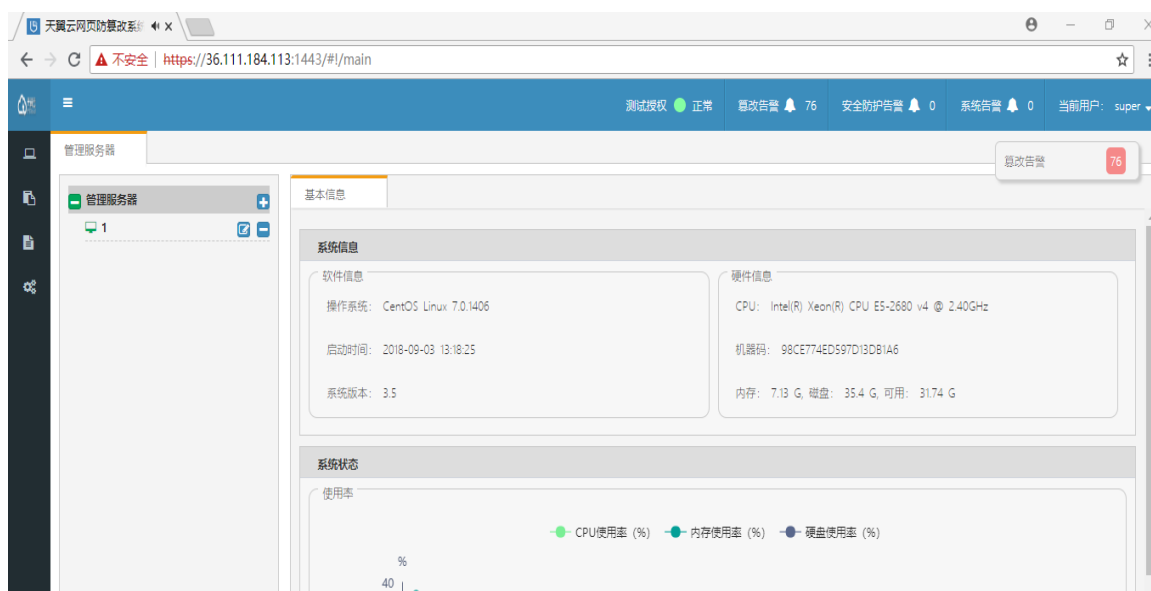 天翼云网页防篡改系统
不安全 | https://36.111.184.113:1443/#!/main
测试授权 正常 篡改告警 76 安全防护告警 0 系统告警 0 当前用户： super
管理服务器
篡改告警 76
管理服务器
1
基本信息
系统信息
软件信息
操作系统： CentOS Linux 7.0.1406
启动时间： 2018-09-03 13:18:25
系统版本： 3.5
硬件信息
CPU： Intel(R) Xeon(R) CPU E5-2680 v4 @ 2.40GHz
机器码： 98CE774ED597D13DB1A6
内存： 7.13 G, 磁盘： 35.4 G, 可用： 31.74 G
系统状态
使用率
CPU使用率（%） 内存使用率（%） 硬盘使用率（%）
%
40